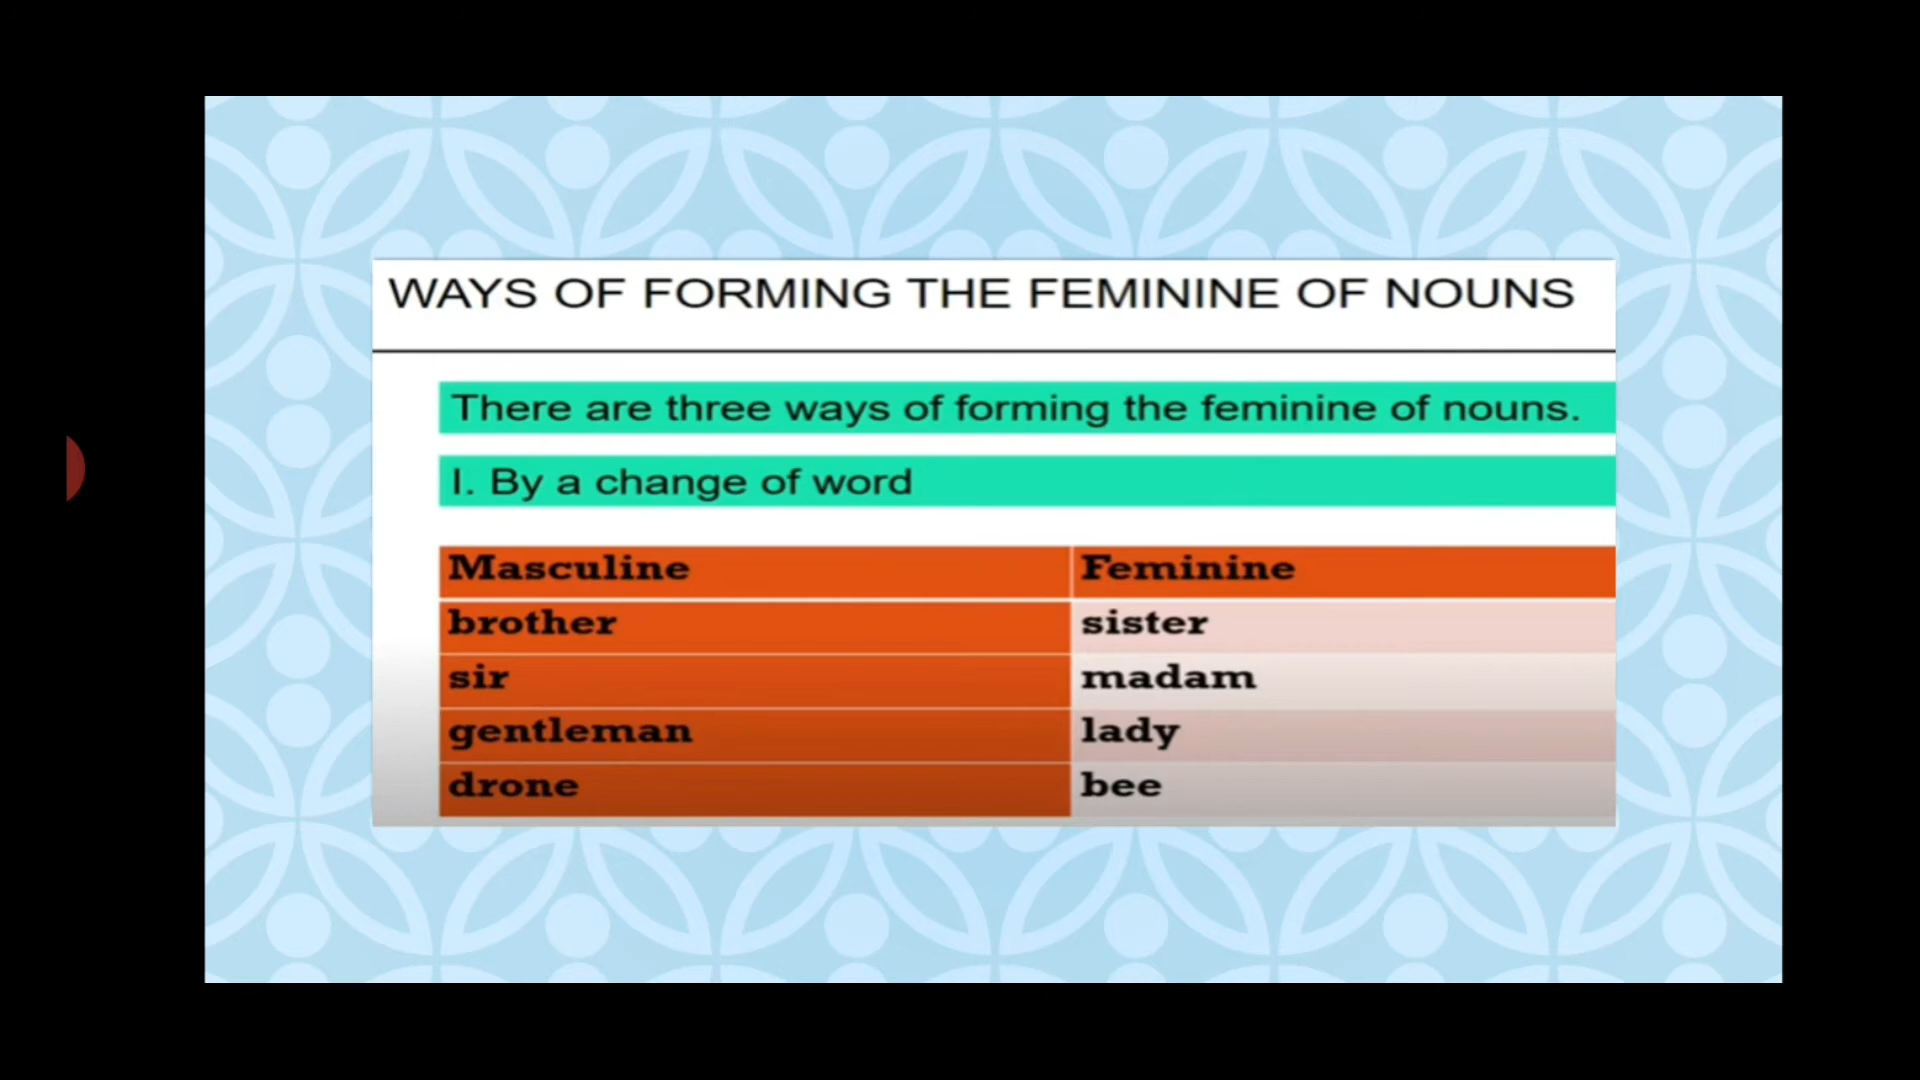 WAYS OF FORMING THE FEMININE OF NOUNS
There are three ways of forming the feminine of nouns.
I. By a change of word
Masculine Feminine
brother sister
sir madam
gentleman lady
drone bee